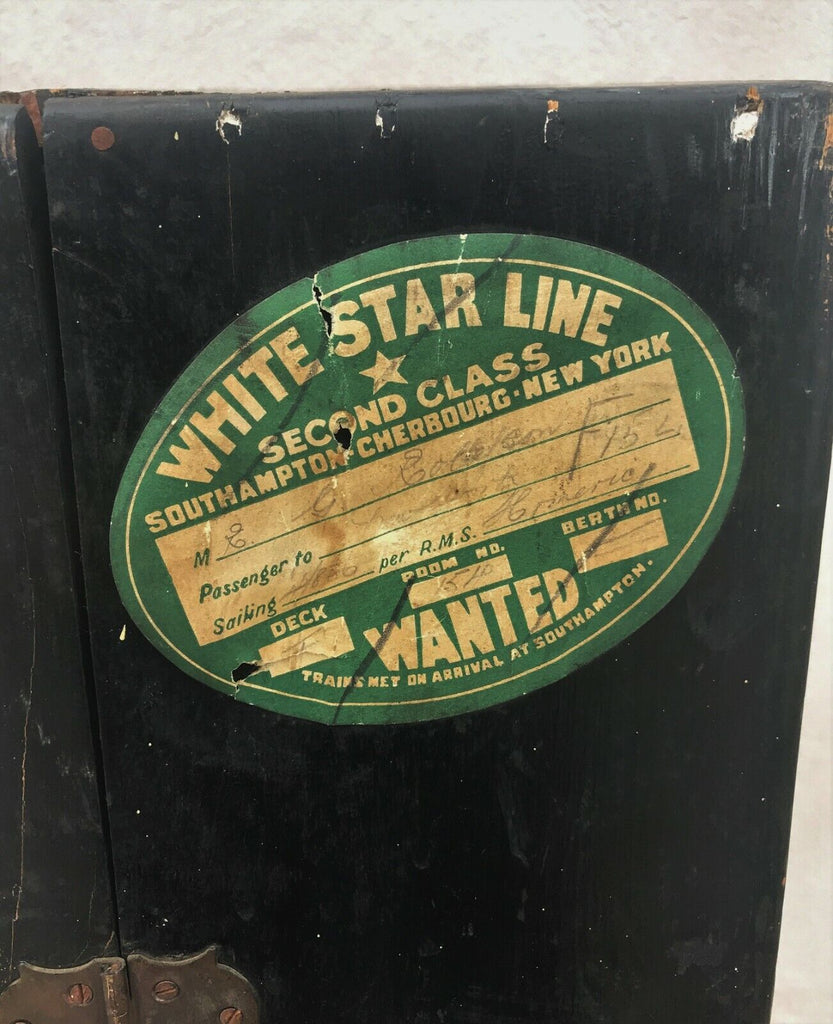 WHITE STAR LINE
SECOND CLASS
SOUTHAMPTON-CHERBOURG-NEW YORK
M E. G.
Passenger to
Sailing per R.M.S. Homeric
DECK ROOM NO. BERTH NO.
WANTED
TRAINS MET ON ARRIVAL AT SOUTHAMPTON.